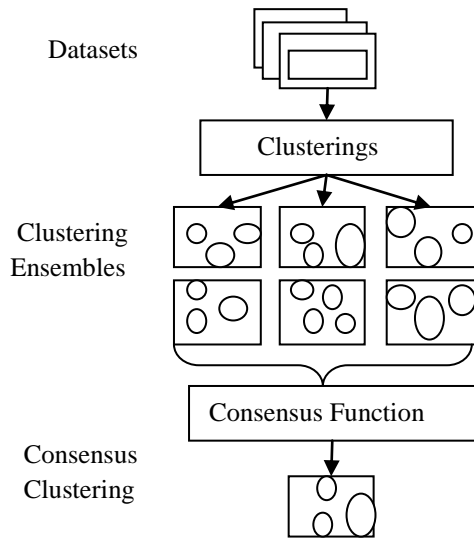 Datasets
Clusterings
Clustering
Ensembles
Consensus Function
Consensus
Clustering